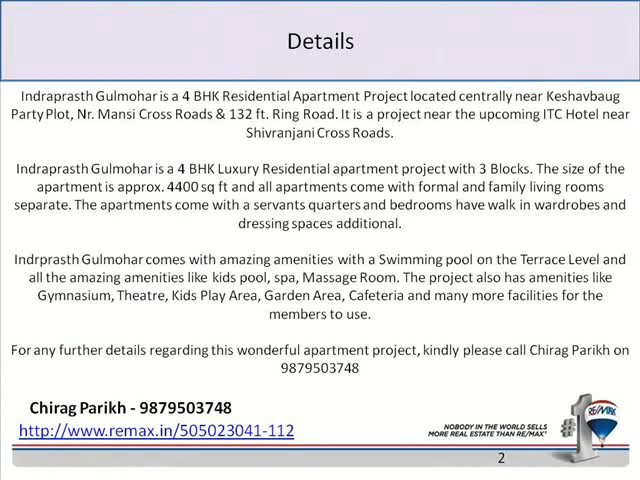 Details
Indraprasth Gulmohar is a 4 BHK Residential Apartment Project located centrally near Keshavbaug
Party Plot, Nr. Mansi Cross Roads & 132 ft. Ring Road. It is a project near the upcoming ITC Hotel near
Shivranjani Cross Roads.
Indraprasth Gulmohar is a 4 BHK Luxury Residential apartment project with 3 Blocks. The size of the
apartment is approx. 4400 sq ft and all apartments come with formal and family living rooms
separate. The apartments come with a servants quarters and bedrooms have walk in wardrobes and
dressing spaces additional.
Indrprasth Gulmohar comes with amazing amenities with a Swimming pool on the Terrace Level and
all the amazing amenities like kids pool, spa, Massage Room. The project also has amenities like
Gymnasium, Theatre, Kids Play Area, Garden Area, Cafeteria and many more facilities for the
members to use.
For any further details regarding this wonderful apartment project, kindly please call Chirag Parikh on
9879503748
Chirag Parikh - 9879503748
http://www.remax.in/505023041-112
NOBODY IN THE WORLD SELLS
MORE REAL ESTATE THAN RE/MAX
#1
RE/MAX
2